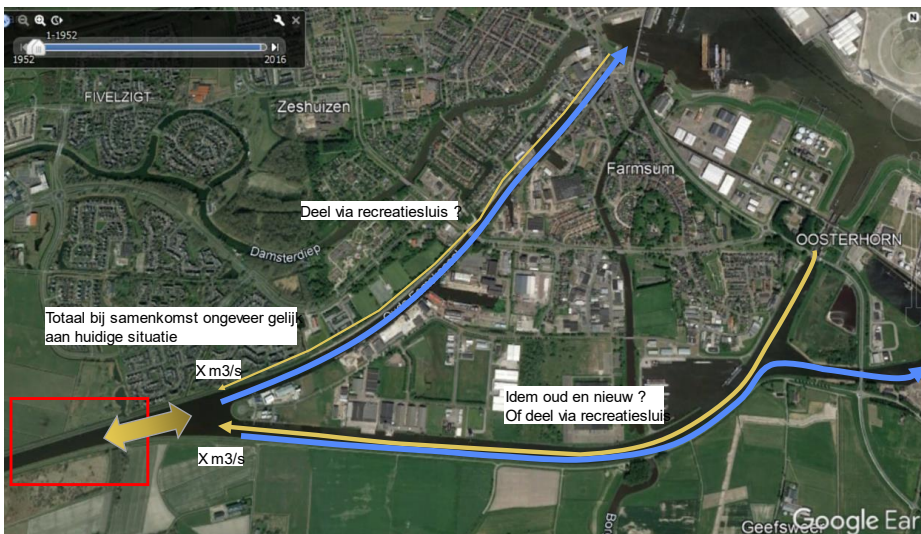 1-1952
1952
2016
N
FIVELZIGT
Zeshuizen
Farmsum
Deel via recreatiesluis ?
Damsterdiep
OOSTERHORN
Totaal bij samenkomst ongeveer gelijk
aan huidige situatie
X m3/s
Idem oud en nieuw ?
Of deel via recreatiesluis
X m3/s
Geefsweer
Google Ear